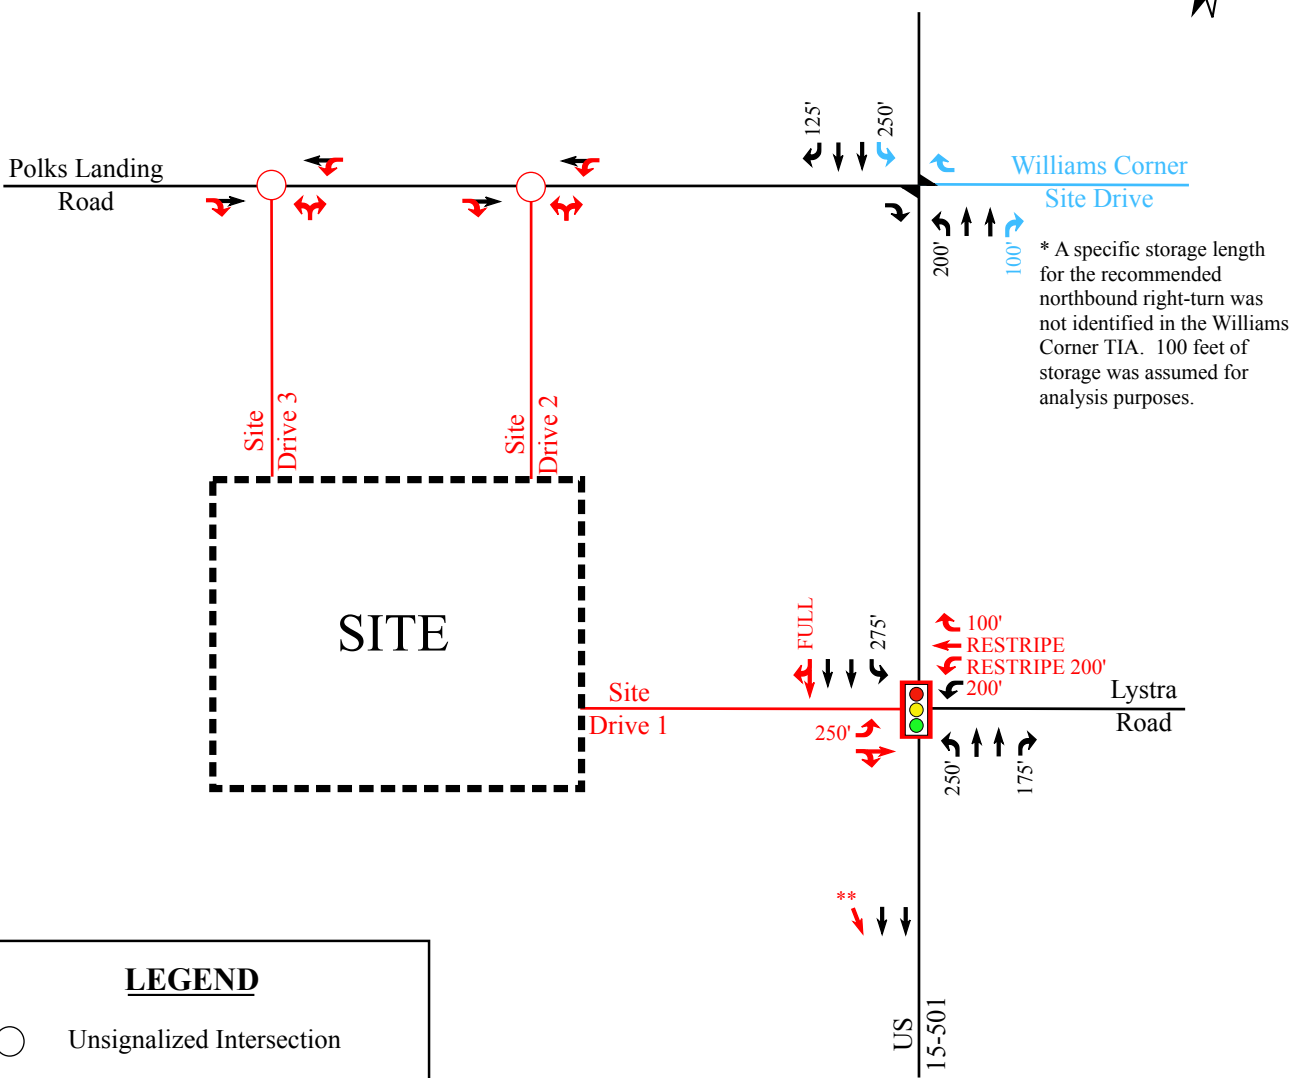 125'
250'
Polks Landing
Road
Williams Corner
Site Drive
200'
100'
* A specific storage length
for the recommended
northbound right-turn was
not identified in the Williams
Corner TIA.  100 feet of
storage was assumed for
analysis purposes.
Site
Drive 3
Site
Drive 2
SITE
FULL
275'
100'
RESTRIPE
RESTRIPE 200'
200'
Site
Drive 1
Lystra
Road
250'
250'
175'
**
LEGEND
Unsignalized Intersection
US
15-501